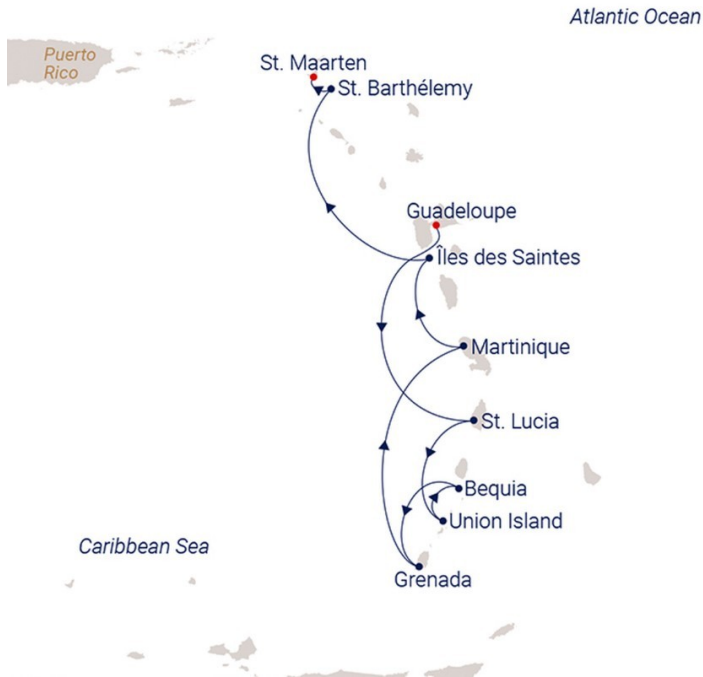 Atlantic Ocean
Puerto
Rico
St. Maarten
St. Barthélemy
Guadeloupe
Îles des Saintes
Martinique
St. Lucia
Bequia
Union Island
Caribbean Sea
Grenada